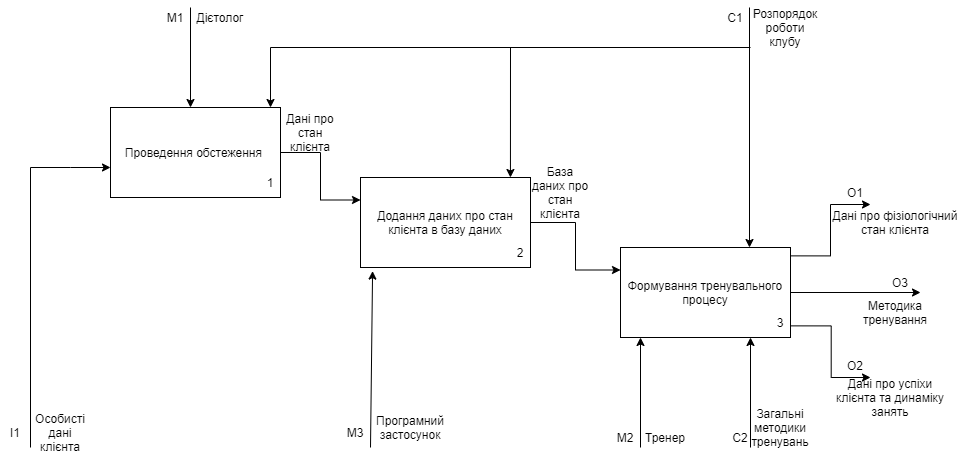 M1
Дієтолог
C1
Розпорядок
роботи
клубу
Проведення обстеження
1
Дані про
стан
клієнта
Додання даних про стан
клієнта в базу даних
2
База
даних про
стан
клієнта
Формування тренувального
процесу
3
O1
Дані про фізіологічний
стан клієнта
O3
Методика
тренування
O2
Дані про успіхи
клієнта та динаміку
занять
I1
Особисті
дані
клієнта
M3
Програмний
застосунок
M2
Тренер
C2
Загальні
методики
тренувань